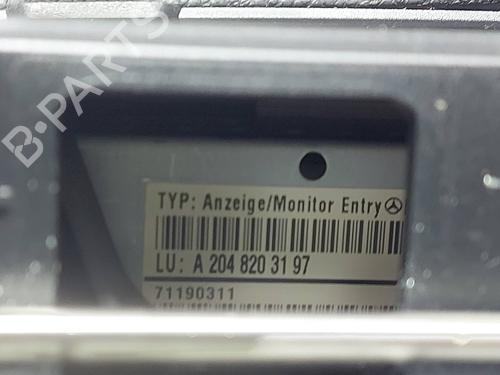 B-PARTS
TYP: Anzeige/Monitor Entry
LU: A 204 820 31 97
71190311